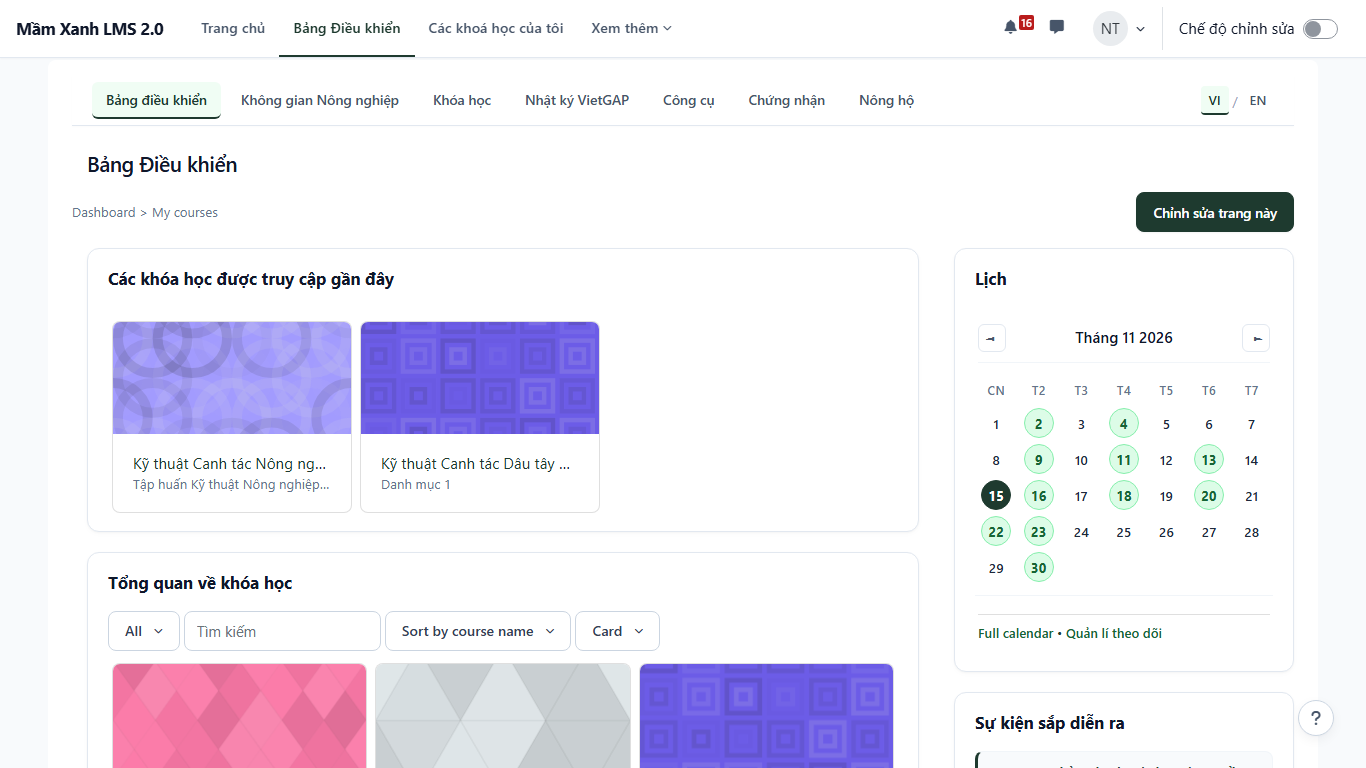 Mầm Xanh LMS 2.0 Trang chủ Bảng Điều khiển Các khoá học của tôi Xem thêm 16 NT Chế độ chỉnh sửa
Bảng điều khiển Không gian Nông nghiệp Khóa học Nhật ký VietGAP Công cụ Chứng nhận Nông hộ VI / EN
Bảng Điều khiển
Dashboard > My courses
Chỉnh sửa trang này
Các khóa học được truy cập gần đây
Kỹ thuật Canh tác Nông ng...
Tập huấn Kỹ thuật Nông nghiệp...
Kỹ thuật Canh tác Dâu tây ...
Danh mục 1
Tổng quan về khóa học
All Tìm kiếm Sort by course name Card
Lịch
◄ Tháng 11 2026 ►
CN T2 T3 T4 T5 T6 T7
1 2 3 4 5 6 7
8 9 10 11 12 13 14
15 16 17 18 19 20 21
22 23 24 25 26 27 28
29 30
Full calendar • Quản lí theo dõi
Sự kiện sắp diễn ra
?